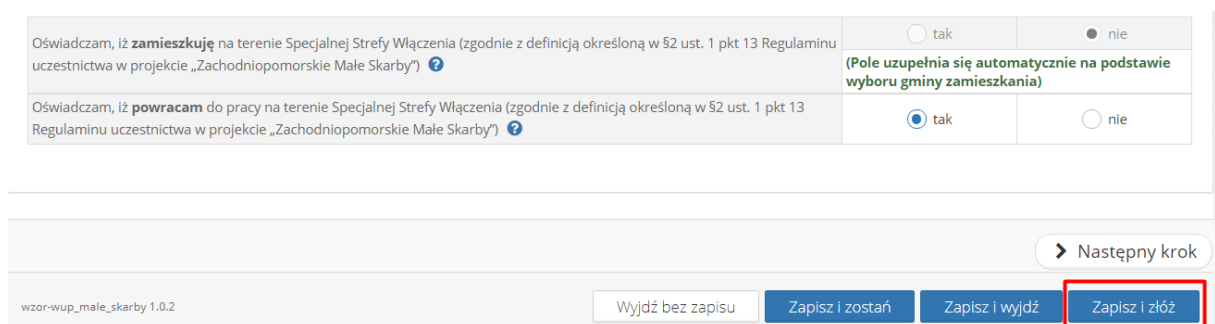 Oświadczam, iż zamieszkuję na terenie Specjalnej Strefy Włączenia (zgodnie z definicją określoną w §2 ust. 1 pkt 13 Regulaminu
uczestnictwa w projekcie „Zachodniopomorskie Małe Skarby”)
tak
nie
(Pole uzupełnia się automatycznie na podstawie
wyboru gminy zamieszkania)
Oświadczam, iż powracam do pracy na terenie Specjalnej Strefy Włączenia (zgodnie z definicją określoną w §2 ust. 1 pkt 13
Regulaminu uczestnictwa w projekcie „Zachodniopomorskie Małe Skarby”)
tak
nie
Następny krok
wzor-wup_male_skarby 1.0.2
Wyjdź bez zapisu
Zapisz i zostań
Zapisz i wyjdź
Zapisz i złóż